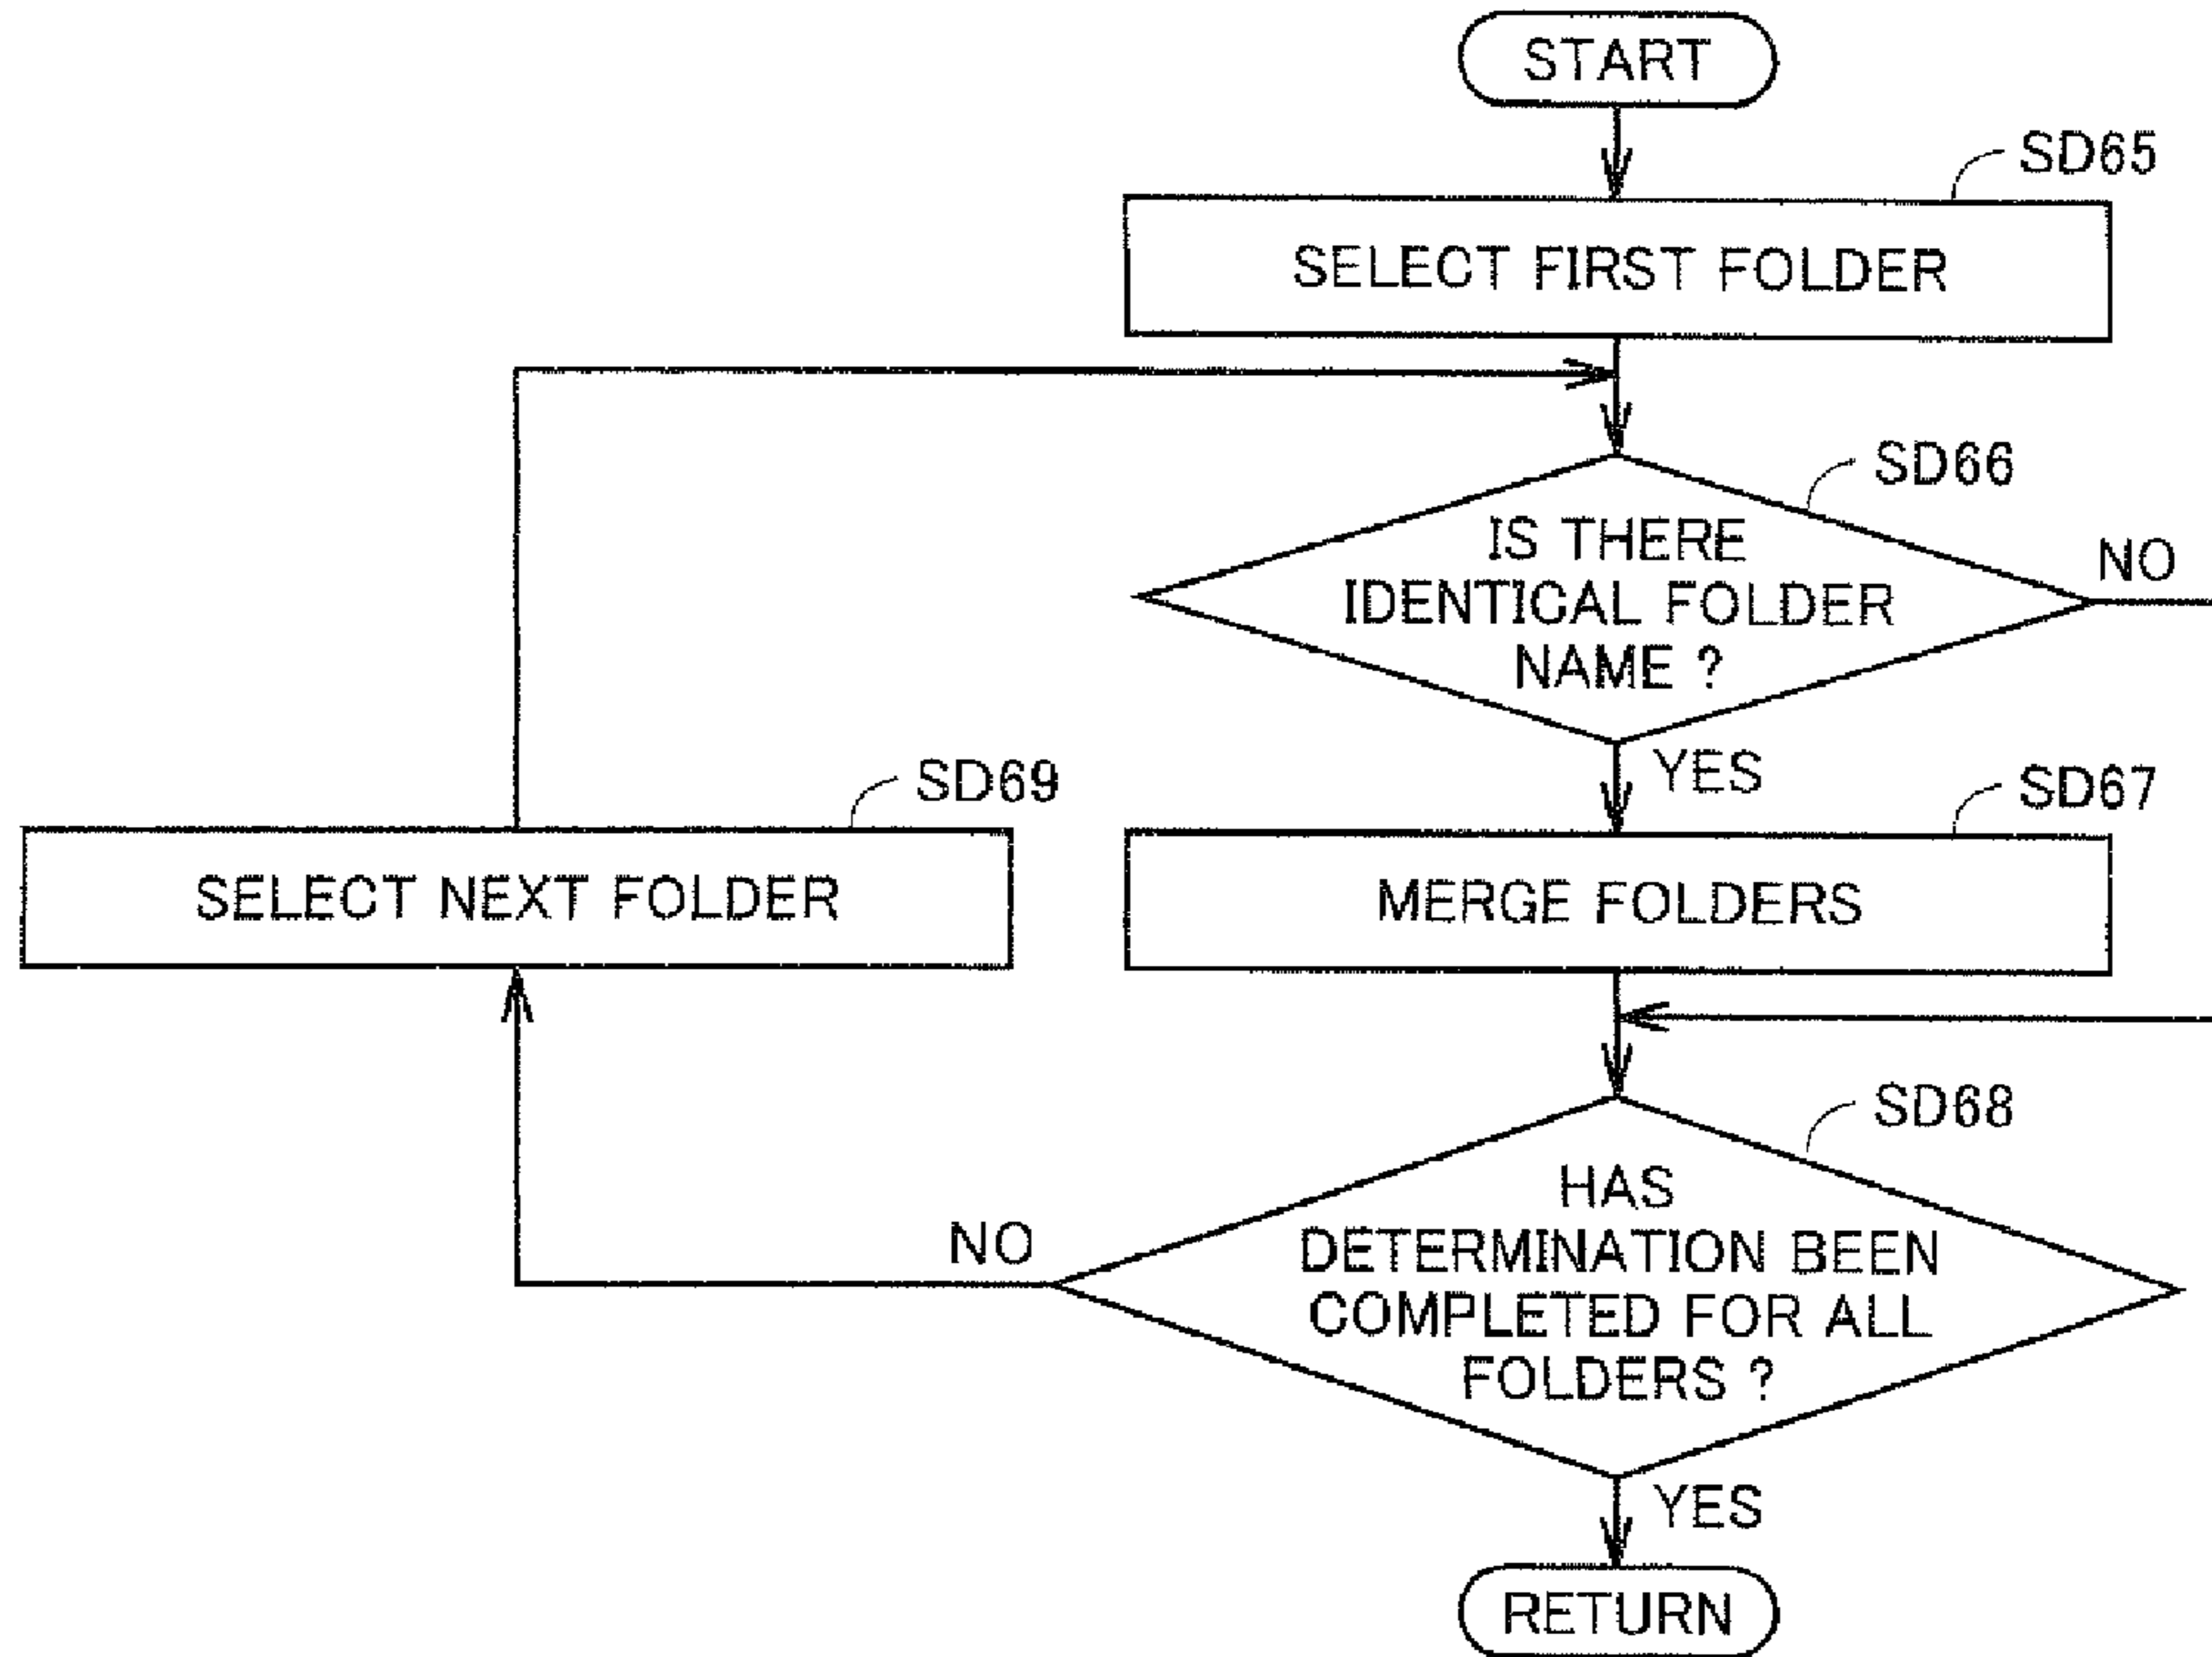 START
SD65
SELECT FIRST FOLDER
SD66
IS THERE
IDENTICAL FOLDER
NAME ?
NO
YES
SD69
SELECT NEXT FOLDER
SD67
MERGE FOLDERS
SD68
HAS
DETERMINATION BEEN
COMPLETED FOR ALL
FOLDERS ?
NO
YES
RETURN